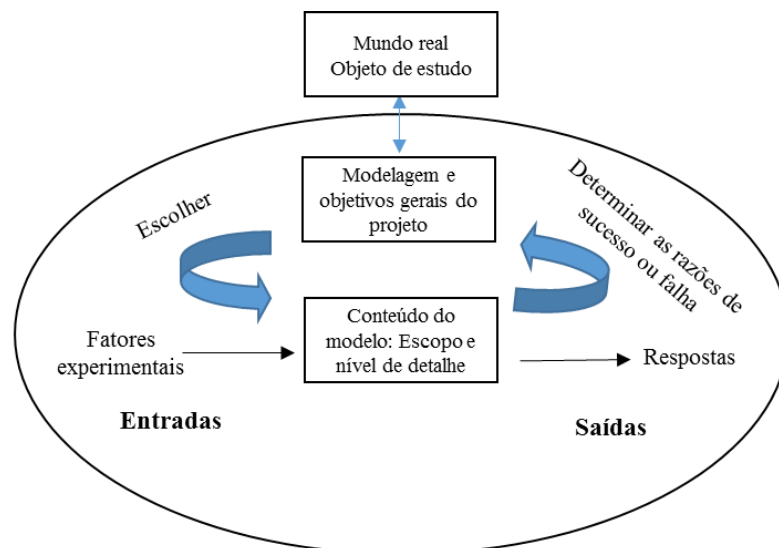 Mundo real
Objeto de estudo
Modelagem e
objetivos gerais do
projeto
Escolher
Determinar as razões de
sucesso ou falha
Conteúdo do
modelo: Escopo e
nível de detalhe
Fatores
experimentais
Respostas
Entradas
Saídas